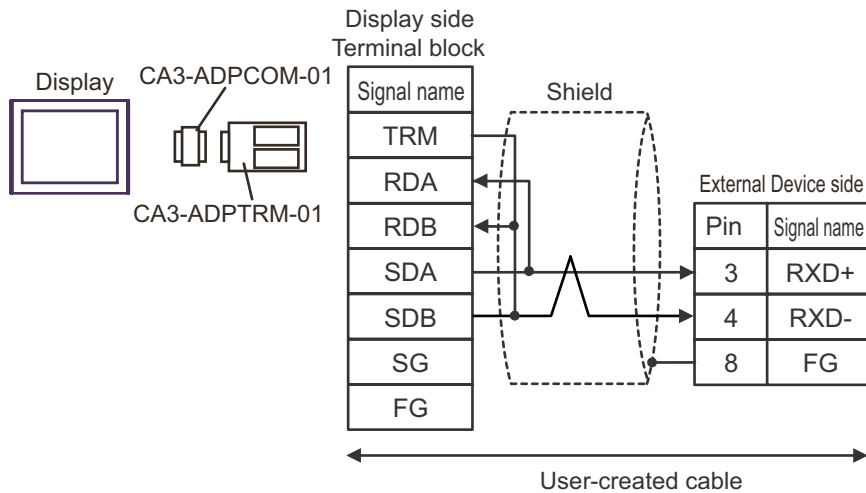 Display side
Terminal block
Display
CA3-ADPCOM-01
CA3-ADPTRM-01
Signal name
TRM
RDA
RDB
SDA
SDB
SG
FG
Shield
External Device side
Pin Signal name
3 RXD+
4 RXD-
8 FG
User-created cable